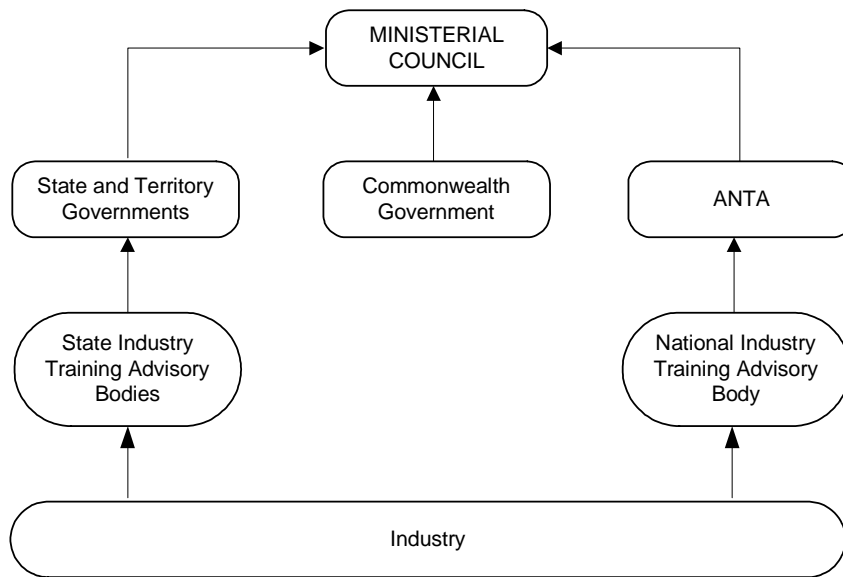 MINISTERIAL
COUNCIL
State and Territory
Governments
Commonwealth
Government
ANTA
State Industry
Training Advisory
Bodies
National Industry
Training Advisory
Body
Industry